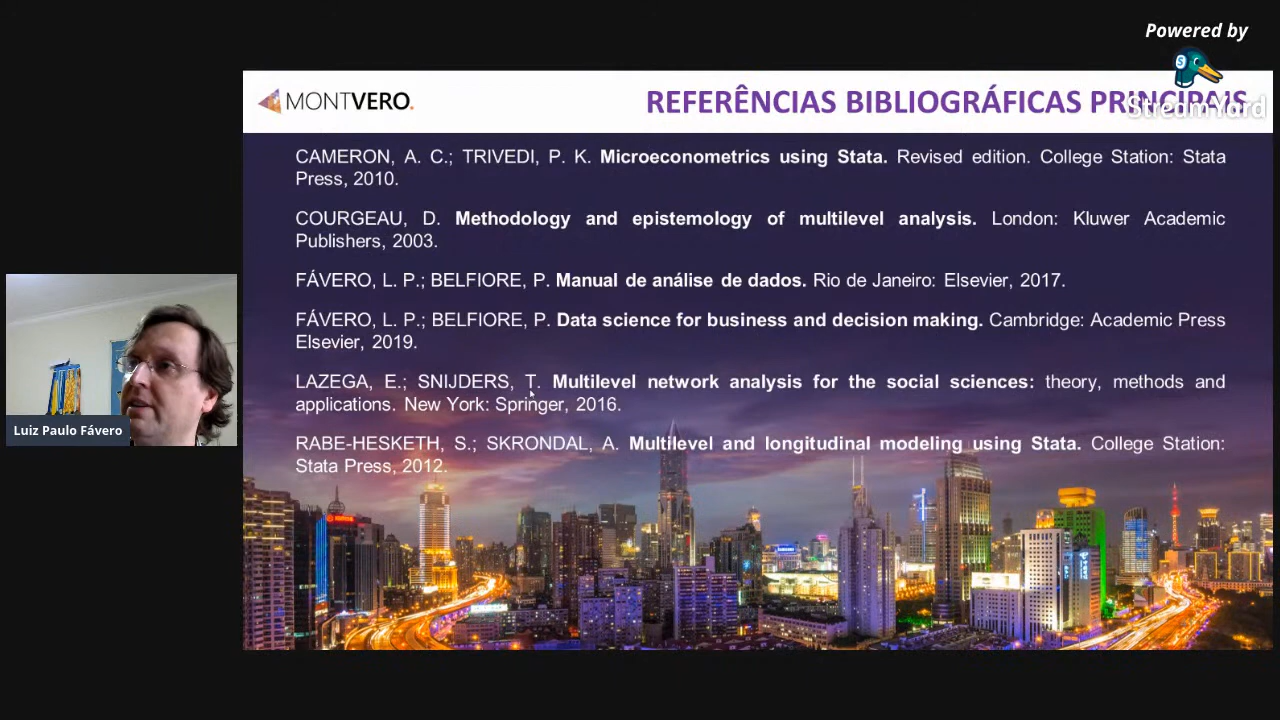 Powered by
StreamYard
MONTVERO.
REFERÊNCIAS BIBLIOGRÁFICAS PRINCIPAIS
CAMERON, A. C.; TRIVEDI, P. K. Microeconometrics using Stata. Revised edition. College Station: Stata
Press, 2010.
COURGEAU, D. Methodology and epistemology of multilevel analysis. London: Kluwer Academic
Publishers, 2003.
FÁVERO, L. P.; BELFIORE, P. Manual de análise de dados. Rio de Janeiro: Elsevier, 2017.
FÁVERO, L. P.; BELFIORE, P. Data science for business and decision making. Cambridge: Academic Press
Elsevier, 2019.
LAZEGA, E.; SNIJDERS, T. Multilevel network analysis for the social sciences: theory, methods and
applications. New York: Springer, 2016.
RABE-HESKETH, S.; SKRONDAL, A. Multilevel and longitudinal modeling using Stata. College Station:
Stata Press, 2012.
Luiz Paulo Fávero